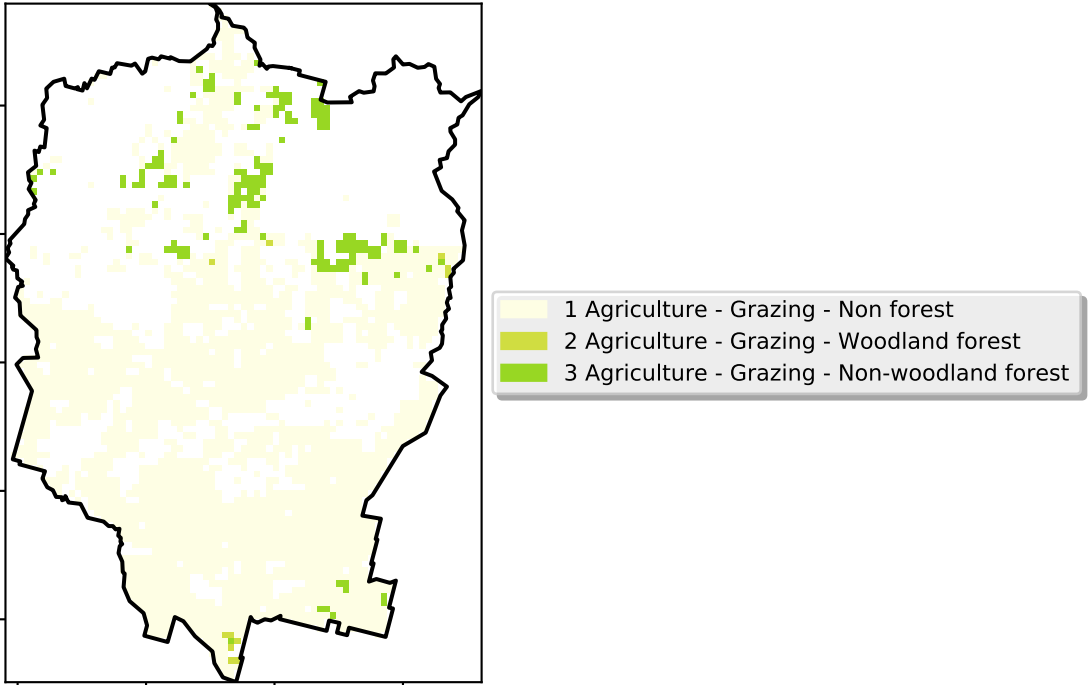 1 Agriculture - Grazing - Non forest
2 Agriculture - Grazing - Woodland forest
3 Agriculture - Grazing - Non-woodland forest